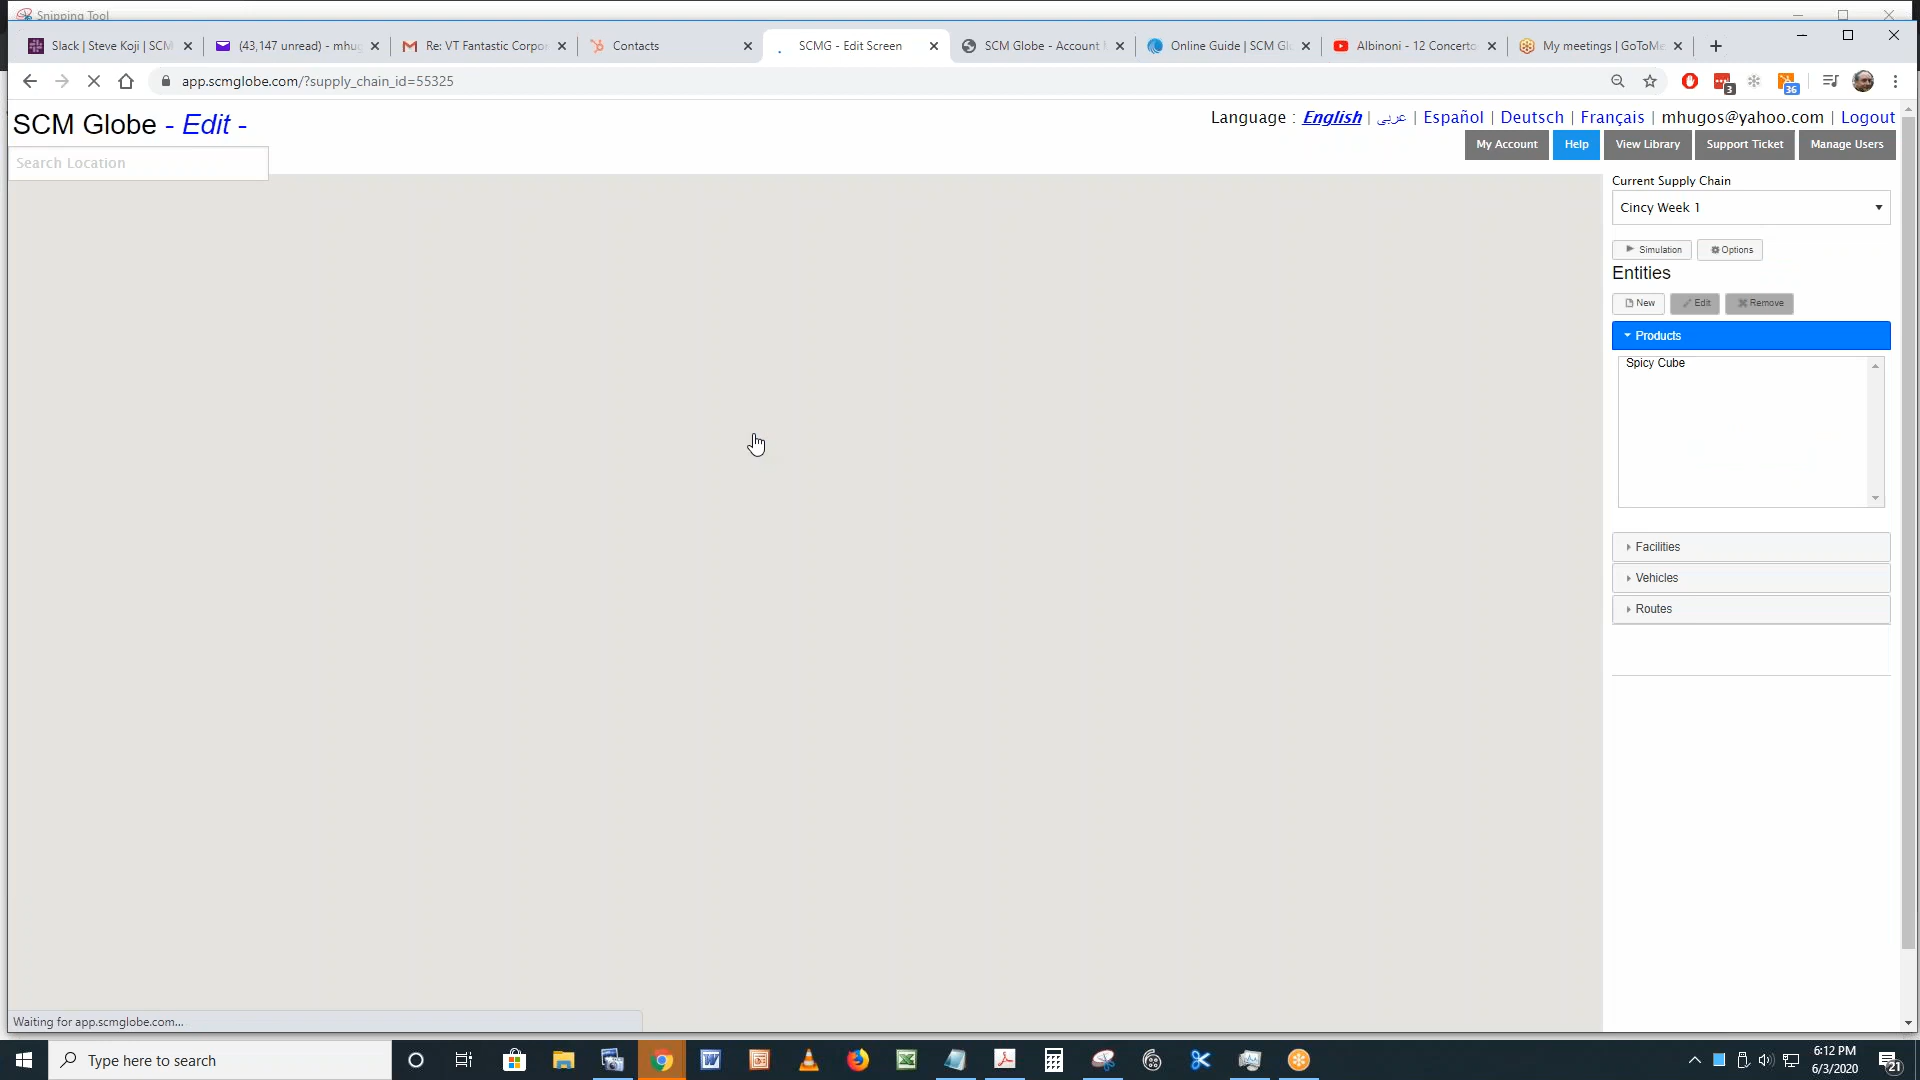 Snipping Tool
Slack | Steve Koji | SCM
(43,147 unread) - mhu
Re: VT Fantastic Corpo
Contacts
SCMG - Edit Screen
SCM Globe - Account
Online Guide | SCM Gl
Albinoni - 12 Concerto
My meetings | GoToMe
app.scmglobe.com/?supply_chain_id=55325
3
36
SCM Globe - Edit -
Language : English | عربى | Español | Deutsch | Français | mhugos@yahoo.com | Logout
My Account
Help
View Library
Support Ticket
Manage Users
Search Location
Current Supply Chain
Cincy Week 1
Simulation
Options
Entities
New
Edit
Remove
Products
Spicy Cube
Facilities
Vehicles
Routes
Waiting for app.scmglobe.com...
Type here to search
6:12 PM
6/3/2020
21